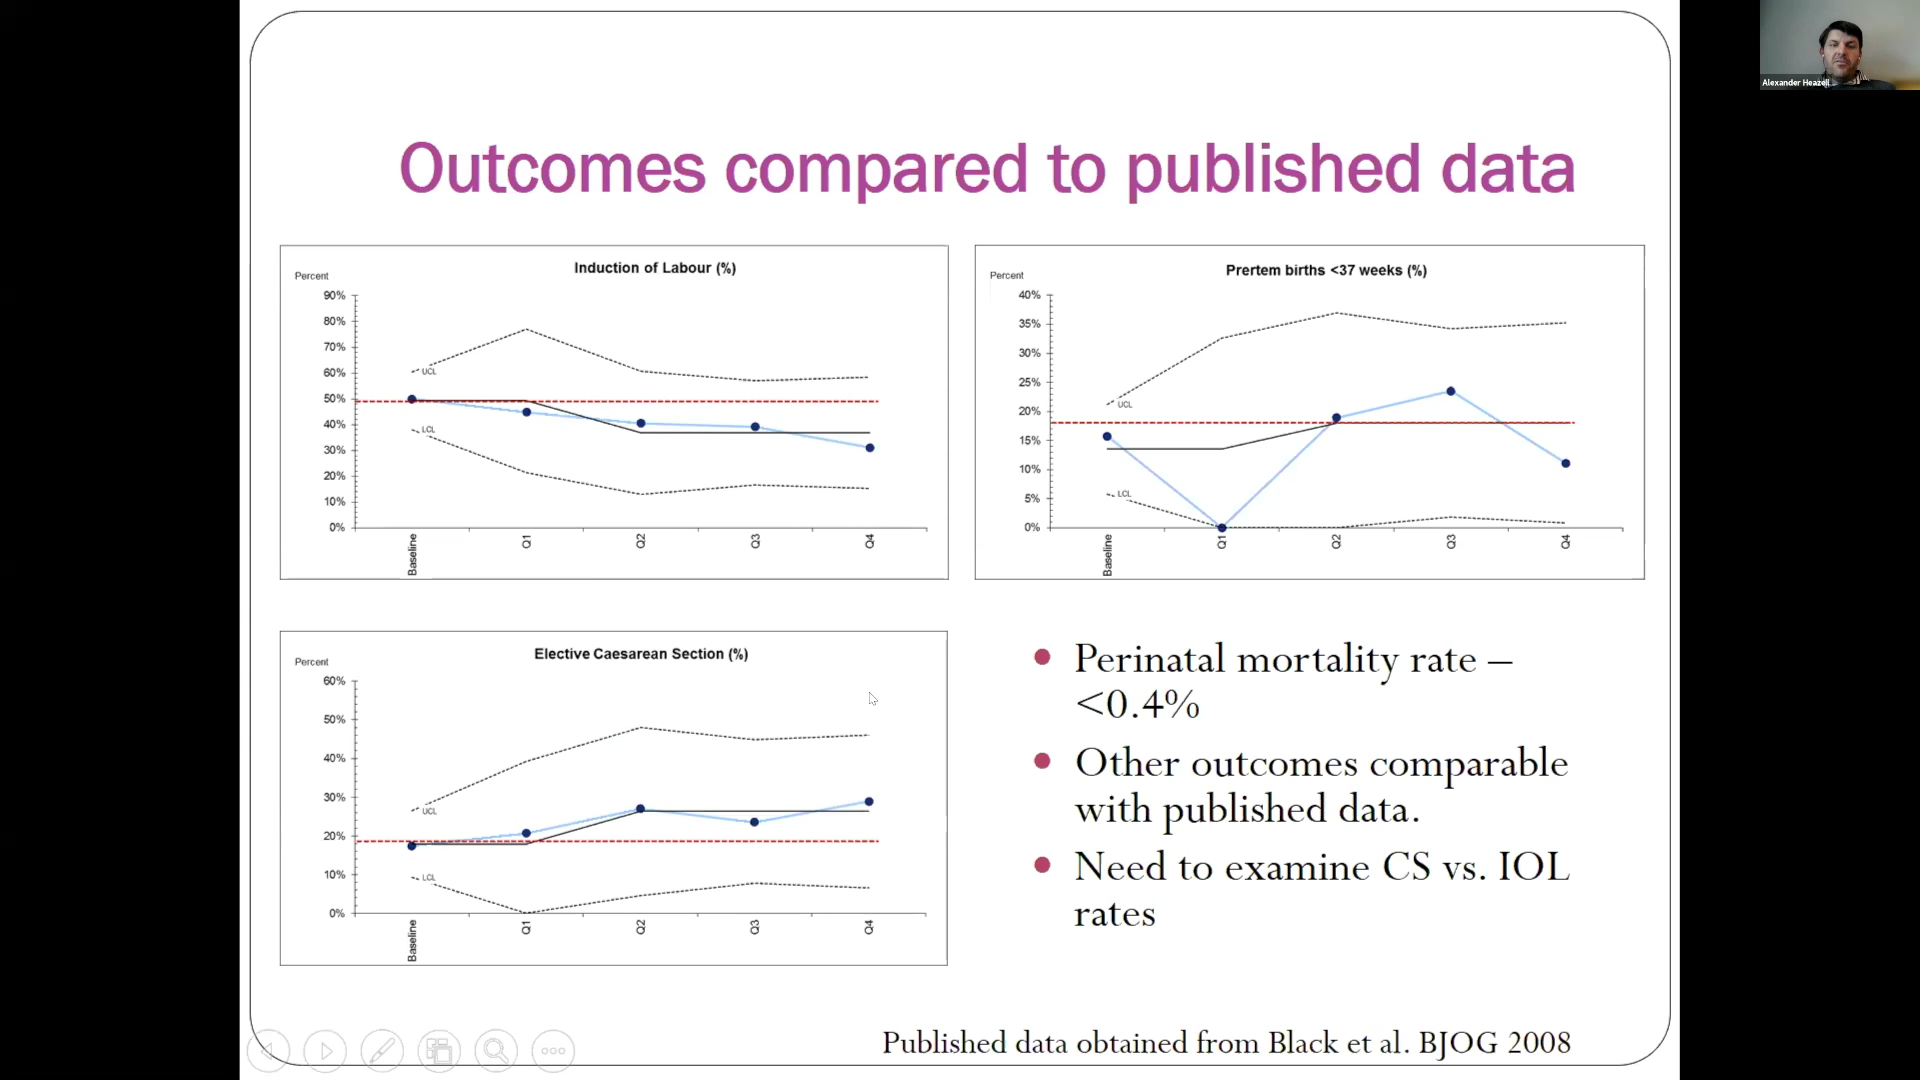 Alexander Heazell
Outcomes compared to published data
Induction of Labour (%)
Percent
90%
80%
70%
60%
50%
40%
30%
20%
10%
0%
UCL
LCL
Baseline
Q1
Q2
Q3
Q4
Prertem births <37 weeks (%)
Percent
40%
35%
30%
25%
20%
15%
10%
5%
0%
UCL
LCL
Baseline
Q1
Q2
Q3
Q4
Elective Caesarean Section (%)
Percent
60%
50%
40%
30%
20%
10%
0%
UCL
LCL
Baseline
Q1
Q2
Q3
Q4
Perinatal mortality rate –
<0.4%
Other outcomes comparable
with published data.
Need to examine CS vs. IOL
rates
Published data obtained from Black et al. BJOG 2008